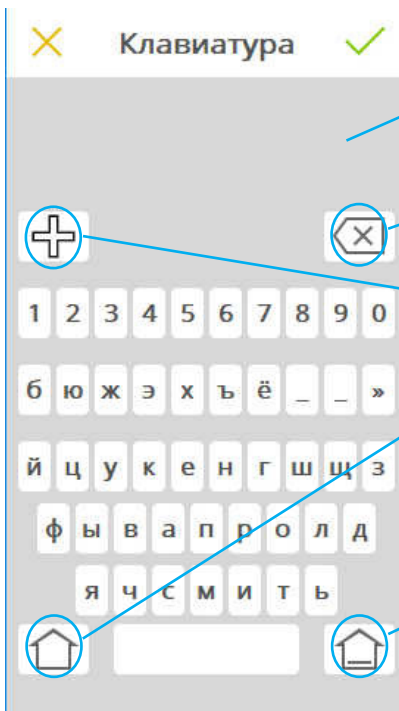 Клавиатура
1 2 3 4 5 6 7 8 9 0
б ю ж э х ъ ё _ _ »
й ц у к е н г ш щ з
ф ы в а п р о л д
я ч с м и т ь